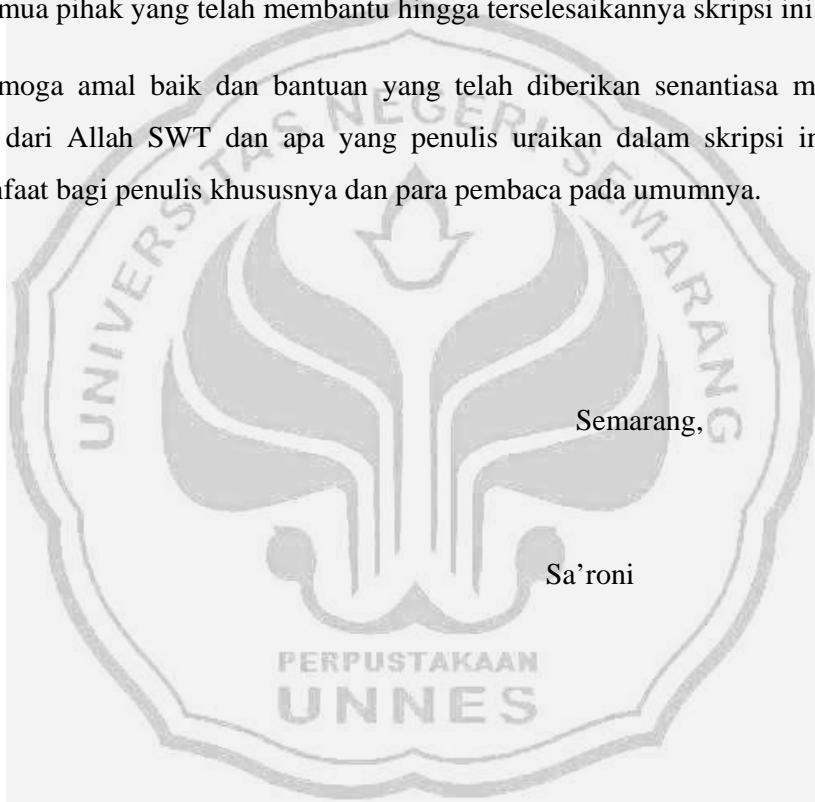 mua pihak yang telah membantu hingga terselesaikannya skripsi ini
moga amal baik dan bantuan yang telah diberikan senantiasa m
dari Allah SWT dan apa yang penulis uraikan dalam skripsi in
nfaat bagi penulis khususnya dan para pembaca pada umumnya.
UNIVERSITAS NEGERI SEMARANG
Semarang,
Sa’roni
PERPUSTAKAAN
UNNES